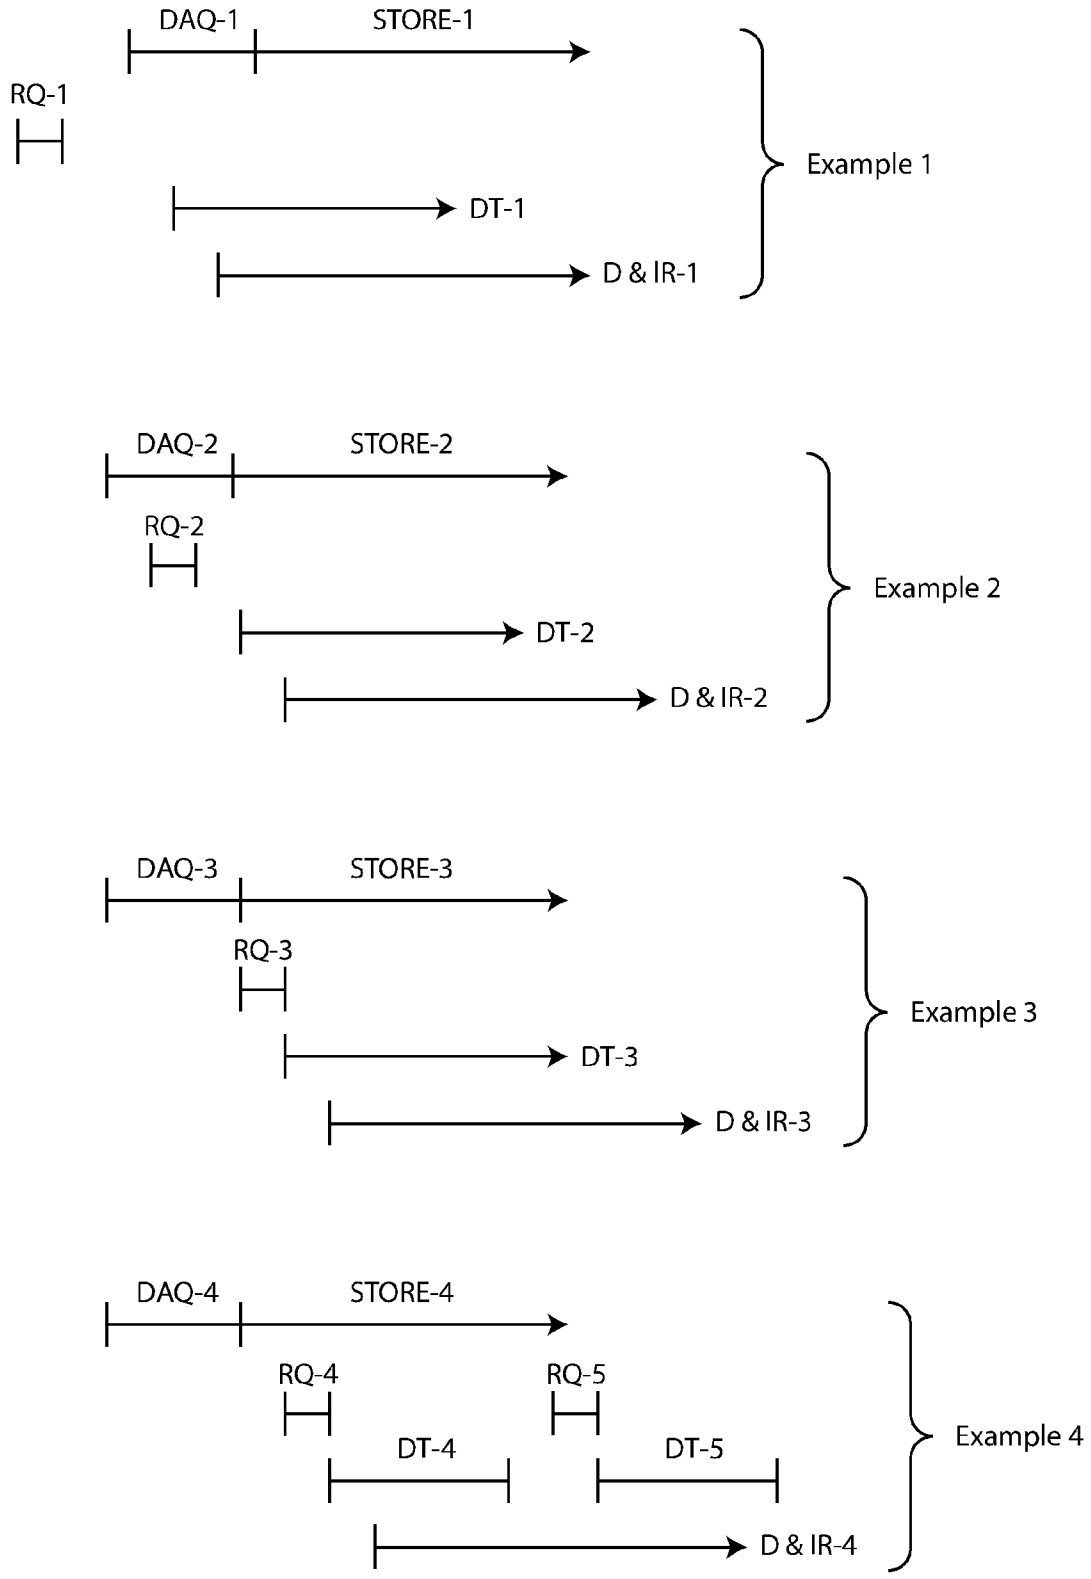 DAQ-1 STORE-1
RQ-1
Example 1
DT-1
D & IR-1
DAQ-2 STORE-2
RQ-2
Example 2
DT-2
D & IR-2
DAQ-3 STORE-3
RQ-3
Example 3
DT-3
D & IR-3
DAQ-4 STORE-4
RQ-4 RQ-5
Example 4
DT-4 DT-5
D & IR-4